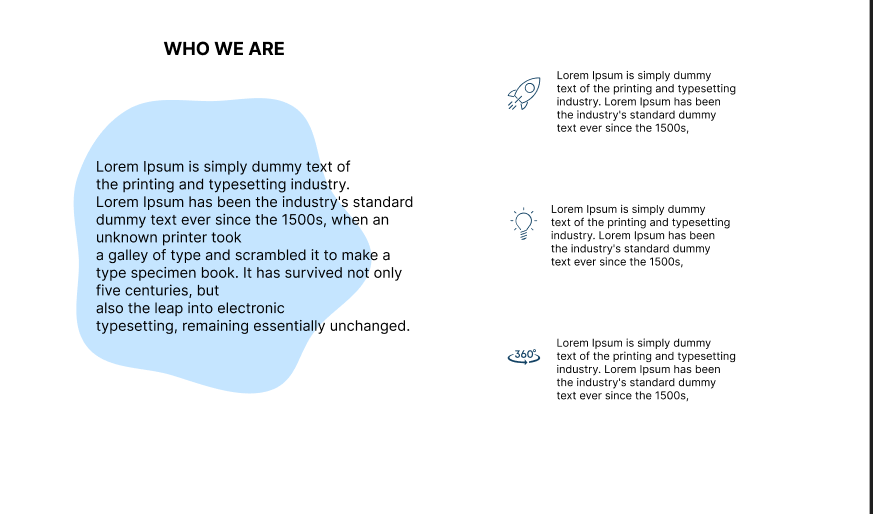 WHO WE ARE
Lorem Ipsum is simply dummy text of
the printing and typesetting industry.
Lorem Ipsum has been the industry's standard
dummy text ever since the 1500s, when an
unknown printer took
a galley of type and scrambled it to make a
type specimen book. It has survived not only
five centuries, but
also the leap into electronic
typesetting, remaining essentially unchanged.
Lorem Ipsum is simply dummy
text of the printing and typesetting
industry. Lorem Ipsum has been
the industry's standard dummy
text ever since the 1500s,
Lorem Ipsum is simply dummy
text of the printing and typesetting
industry. Lorem Ipsum has been
the industry's standard dummy
text ever since the 1500s,
360°
Lorem Ipsum is simply dummy
text of the printing and typesetting
industry. Lorem Ipsum has been
the industry's standard dummy
text ever since the 1500s,